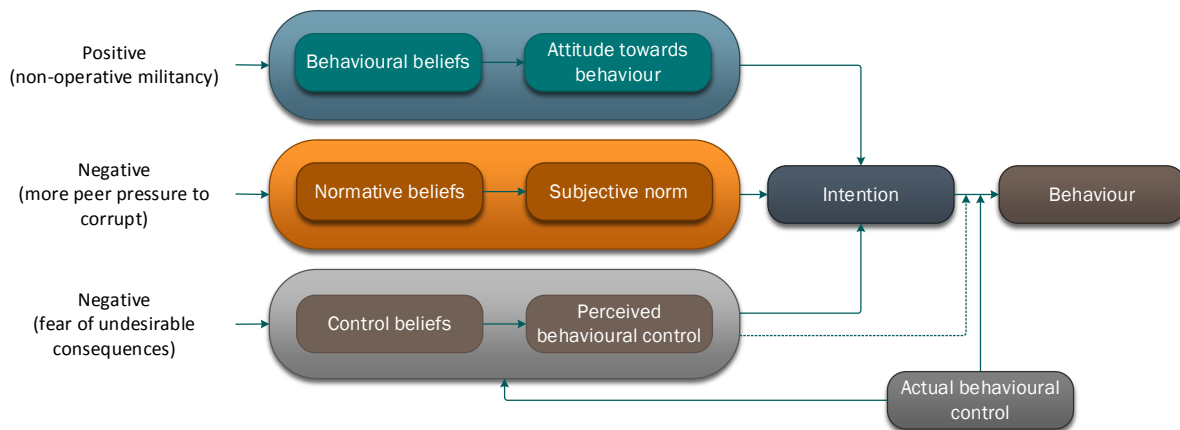 Positive
(non-operative militancy)
Behavioural beliefs
Attitude towards
behaviour
Negative
(more peer pressure to
corrupt)
Normative beliefs
Subjective norm
Intention
Behaviour
Negative
(fear of undesirable
consequences)
Control beliefs
Perceived
behavioural control
Actual behavioural
control